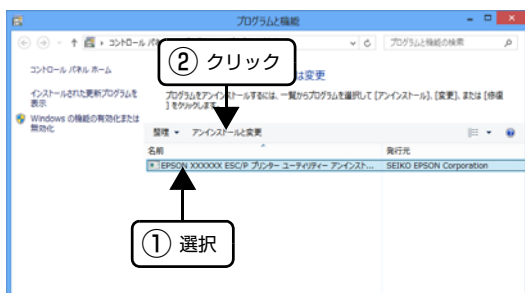 プログラムと機能
コントロール パネル
プログラムと機能の検索
② クリック
コントロール パネル ホーム
は変更
インストールされた更新プログラムを
表示
プログラムをアンインストールするには、一覧からプログラムを選択して [アンインストール]、[変更]、または [修復
] をクリックします。
Windows の機能の有効化または
無効化
整理 アンインストールと変更
名前 発行元
EPSON XXXXXX ESC/P プリンター ユーティリティー アンインスト... SEIKO EPSON Corporation
① 選択